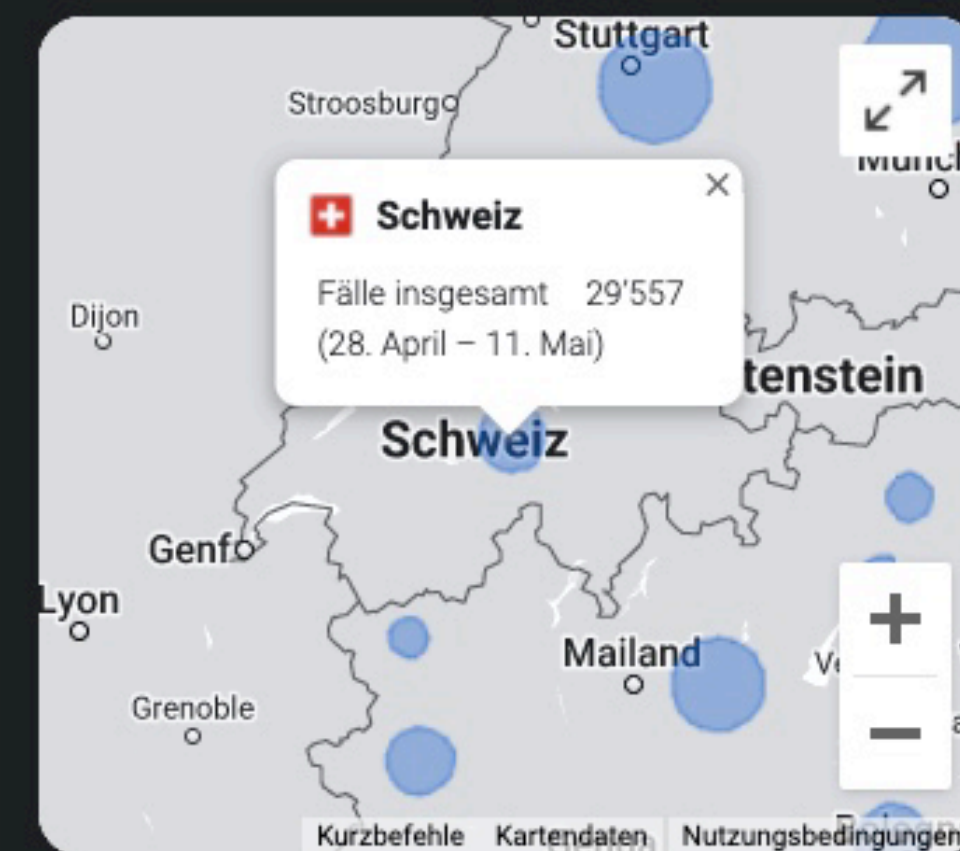 Stuttgart
Stroosburg
Schweiz
Fälle insgesamt 29’557
(28. April – 11. Mai)
Dijon
tenstein
Schweiz
Genf
Lyon
Mailand
Grenoble
Kurzbefehle Kartendaten Nutzungsbedingungen